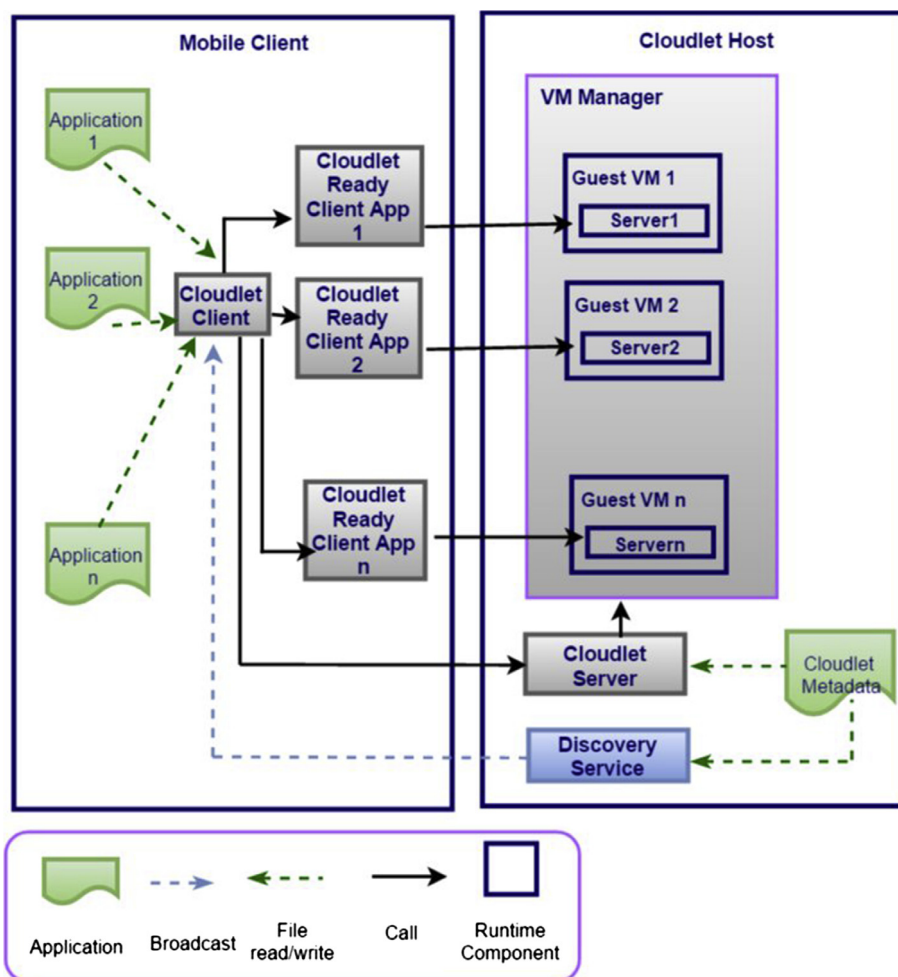 Mobile Client
Application
1
Application
2
Application
n
Cloudlet
Client
Cloudlet
Ready
Client App
1
Cloudlet
Ready
Client App
2
Cloudlet
Ready
Client App
n
Cloudlet Host
VM Manager
Guest VM 1
Server1
Guest VM 2
Server2
Guest VM n
Servern
Cloudlet
Server
Cloudlet
Metadata
Discovery
Service
Application
Broadcast
File
read/write
Call
Runtime
Component